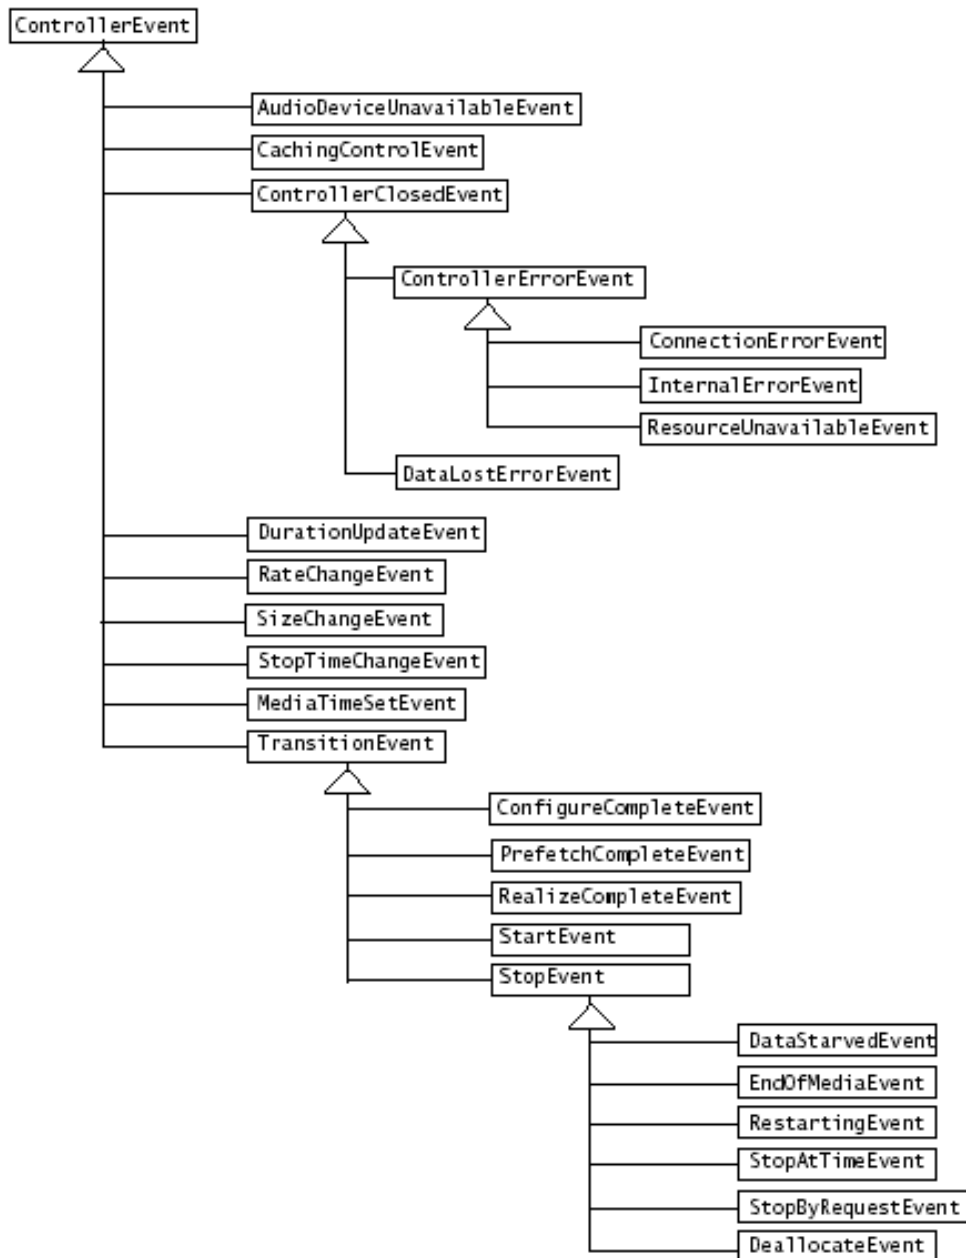 ControllerEvent
AudioDeviceUnavailableEvent
CachingControlEvent
ControllerClosedEvent
ControllerErrorEvent
ConnectionErrorEvent
InternalErrorEvent
ResourceUnavailableEvent
DataLostErrorEvent
DurationUpdateEvent
RateChangeEvent
SizeChangeEvent
StopTimeChangeEvent
MediaTimeSetEvent
TransitionEvent
ConfigureCompleteEvent
PrefetchCompleteEvent
RealizeCompleteEvent
StartEvent
StopEvent
DataStarvedEvent
EndOfMediaEvent
RestartingEvent
StopAtTimeEvent
StopByRequestEvent
DeallocateEvent